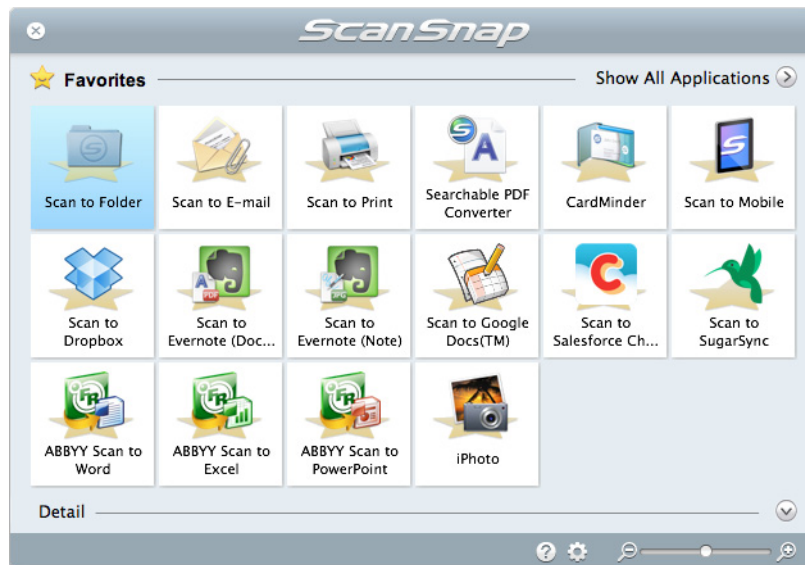 ScanSnap
Favorites
Show All Applications
Scan to Folder
Scan to E-mail
Scan to Print
Searchable PDF
Converter
CardMinder
Scan to Mobile
Scan to
Dropbox
Scan to
Evernote (Doc...
Scan to
Evernote (Note)
Scan to Google
Docs(TM)
Scan to
Salesforce Ch...
Scan to
SugarSync
ABBYY Scan to
Word
ABBYY Scan to
Excel
ABBYY Scan to
PowerPoint
iPhoto
Detail